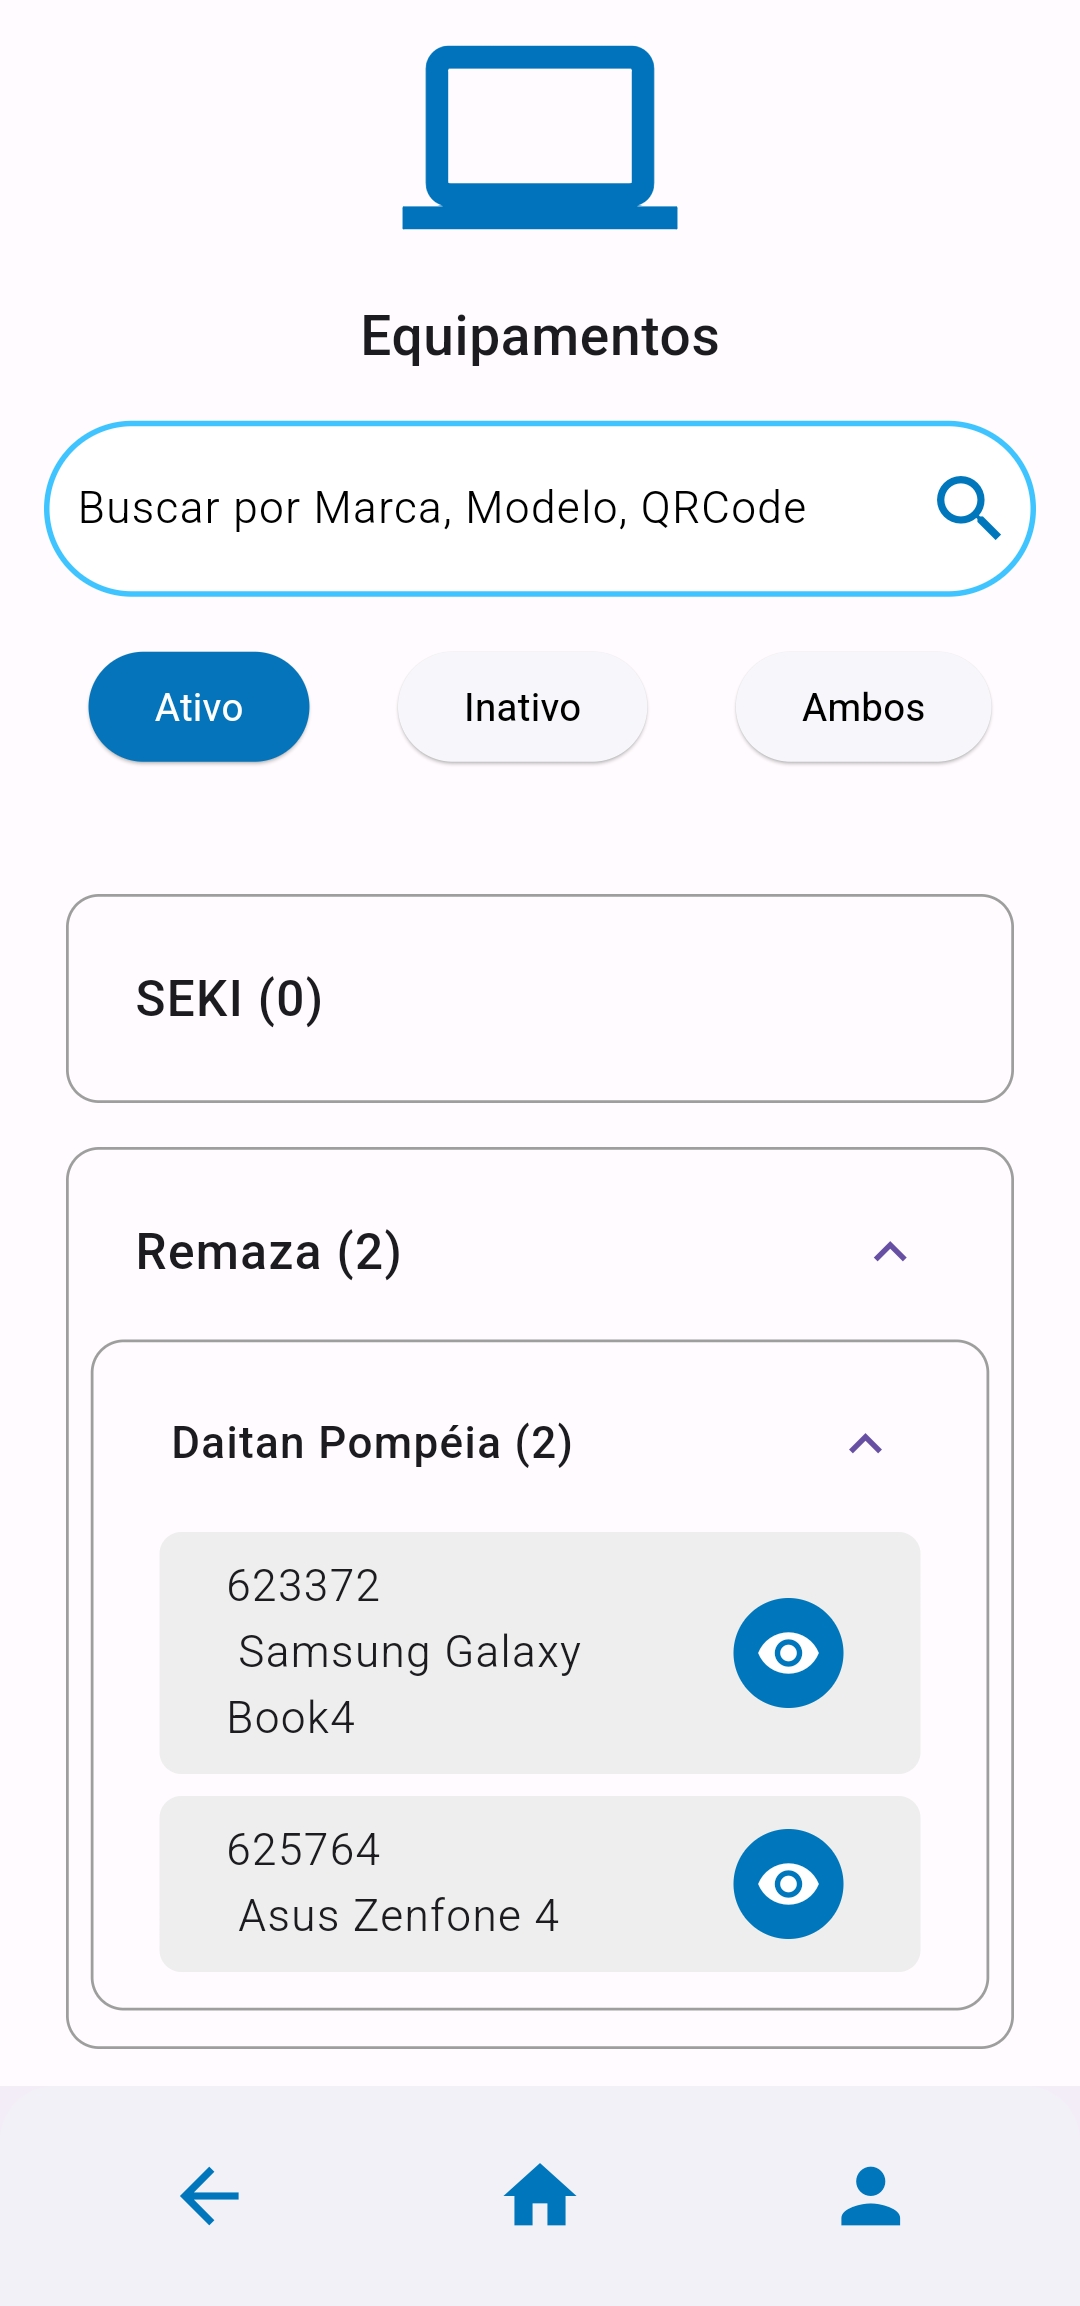 Equipamentos
Buscar por Marca, Modelo, QRCode
Ativo
Inativo
Ambos
SEKI (0)
Remaza (2)
Daitan Pompéia (2)
623372
Samsung Galaxy
Book4
625764
Asus Zenfone 4